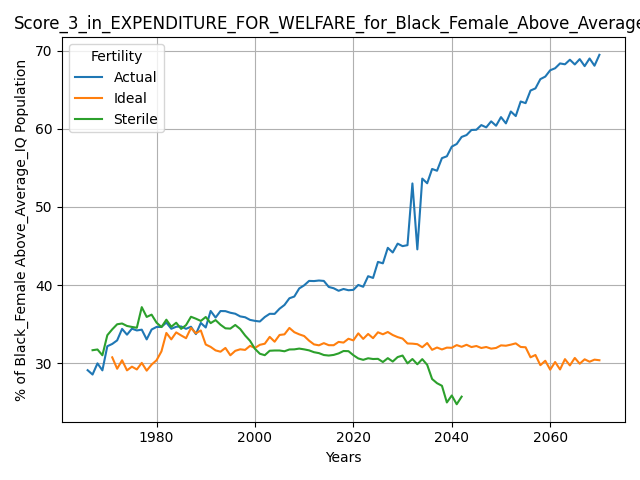 Score_3_in_EXPENDITURE_FOR_WELFARE_for_Black_Female_Above_Average
Fertility
Actual
Ideal
Sterile
% of Black_Female Above_Average_IQ Population
70
60
50
40
30
1980
2000
2020
2040
2060
Years